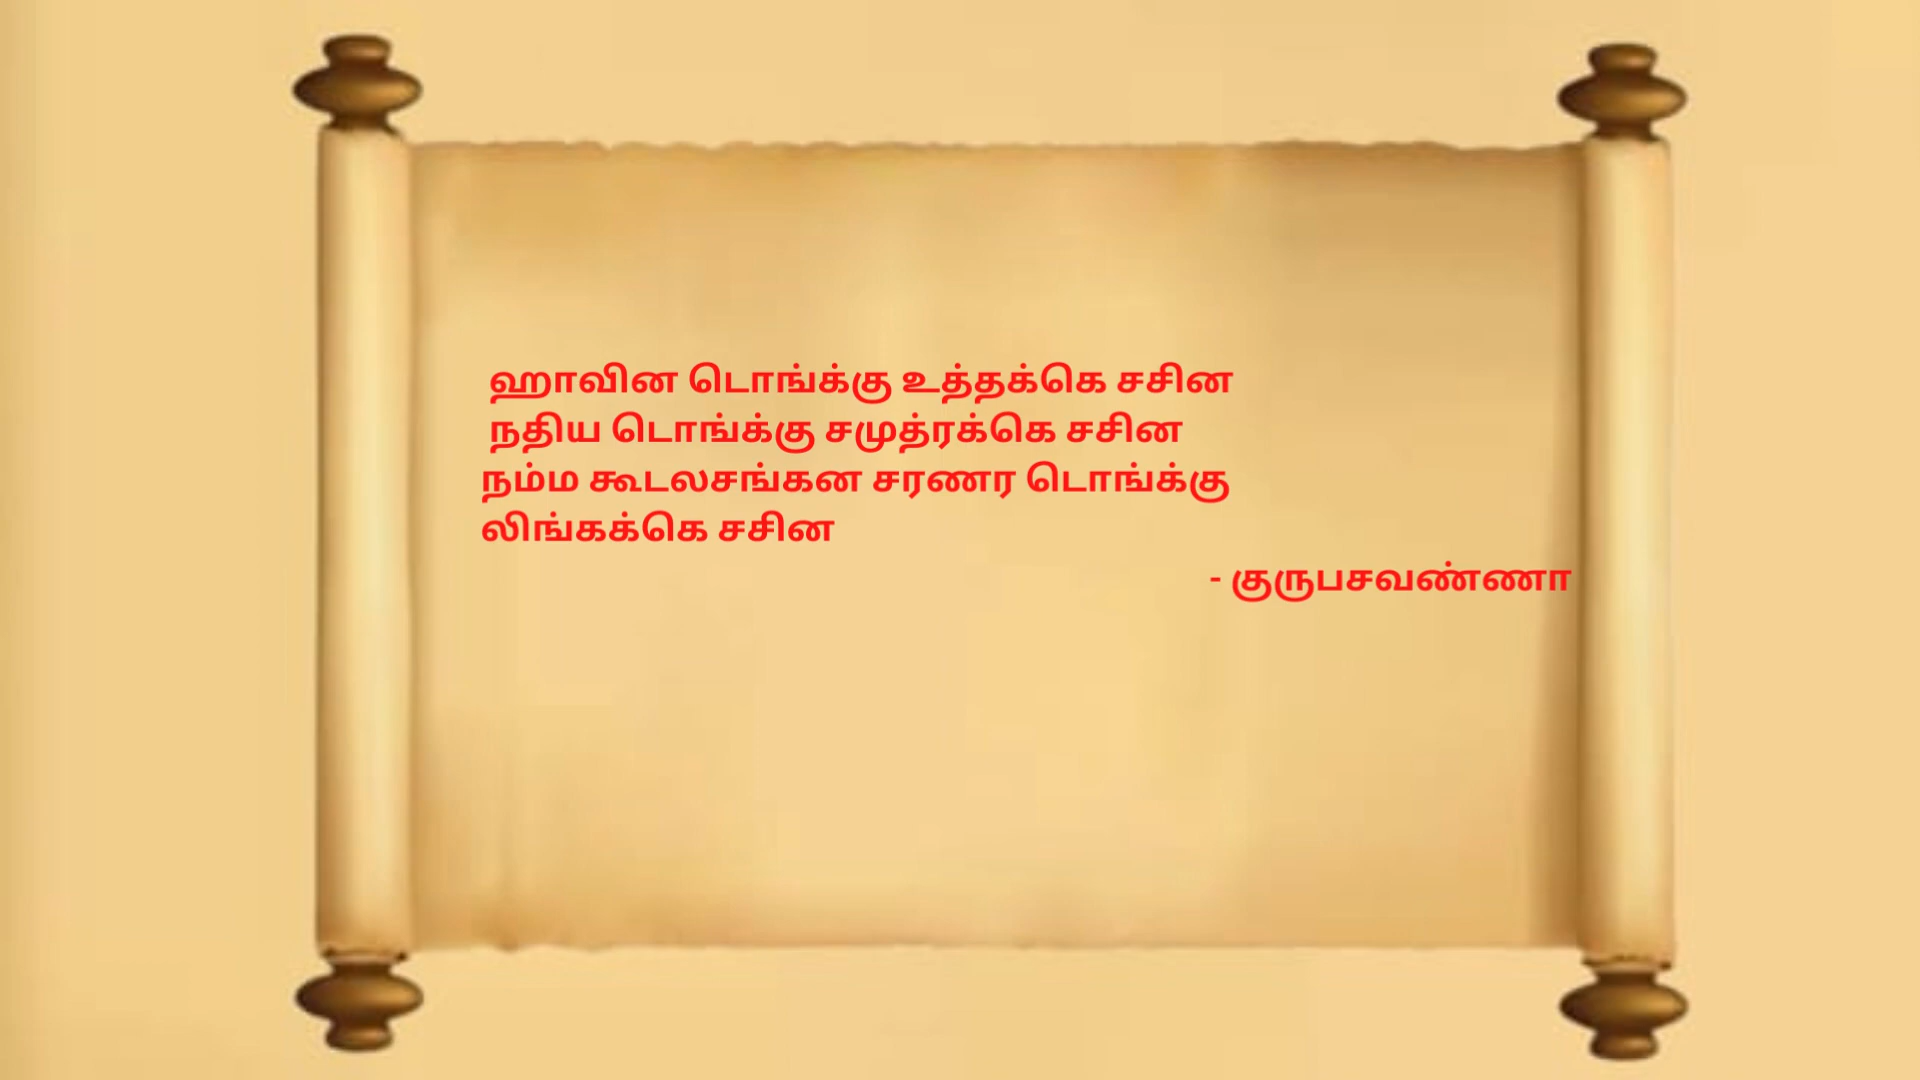 ஹாவின டொங்க்கு உத்தக்கெ சசின
நதிய டொங்க்கு சமுத்ரக்கெ சசின
நம்ம கூடலசங்கன சரணர டொங்க்கு
லிங்கக்கெ சசின
- குருபசவண்ணா